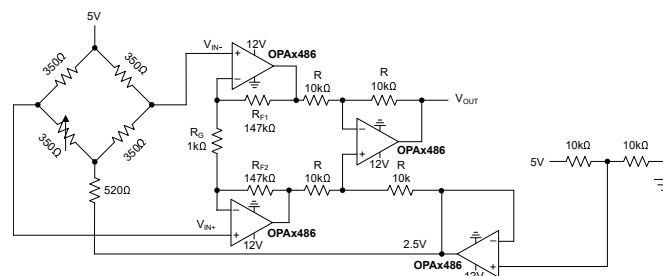 5V
350Ω
350Ω
350Ω
350Ω
520Ω
VIN-
12V
OPAx486
R
10kΩ
R
10kΩ
VOUT
RF1
147kΩ
RG
1kΩ
OPAx486
12V
RF2
147kΩ
R
10kΩ
R
10k
VIN+
12V
OPAx486
2.5V
OPAx486
12V
5V
10kΩ
10kΩ